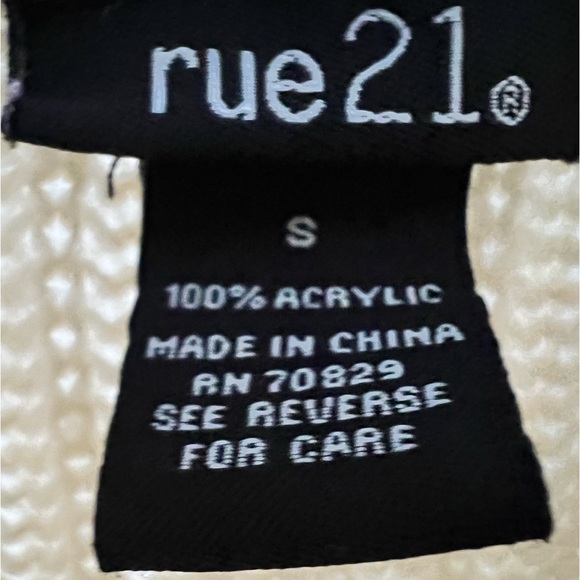 rue21®
S
100% ACRYLIC
MADE IN CHINA
RN 70829
SEE REVERSE
FOR CARE